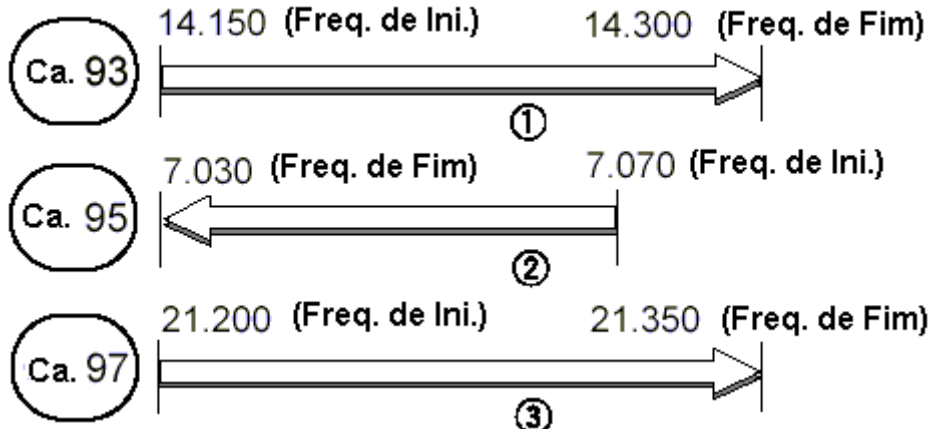 14.150 (Freq. de Ini.) 14.300 (Freq. de Fim)
Ca. 93
①
7.030 (Freq. de Fim) 7.070 (Freq. de Ini.)
Ca. 95
②
21.200 (Freq. de Ini.) 21.350 (Freq. de Fim)
Ca. 97
③